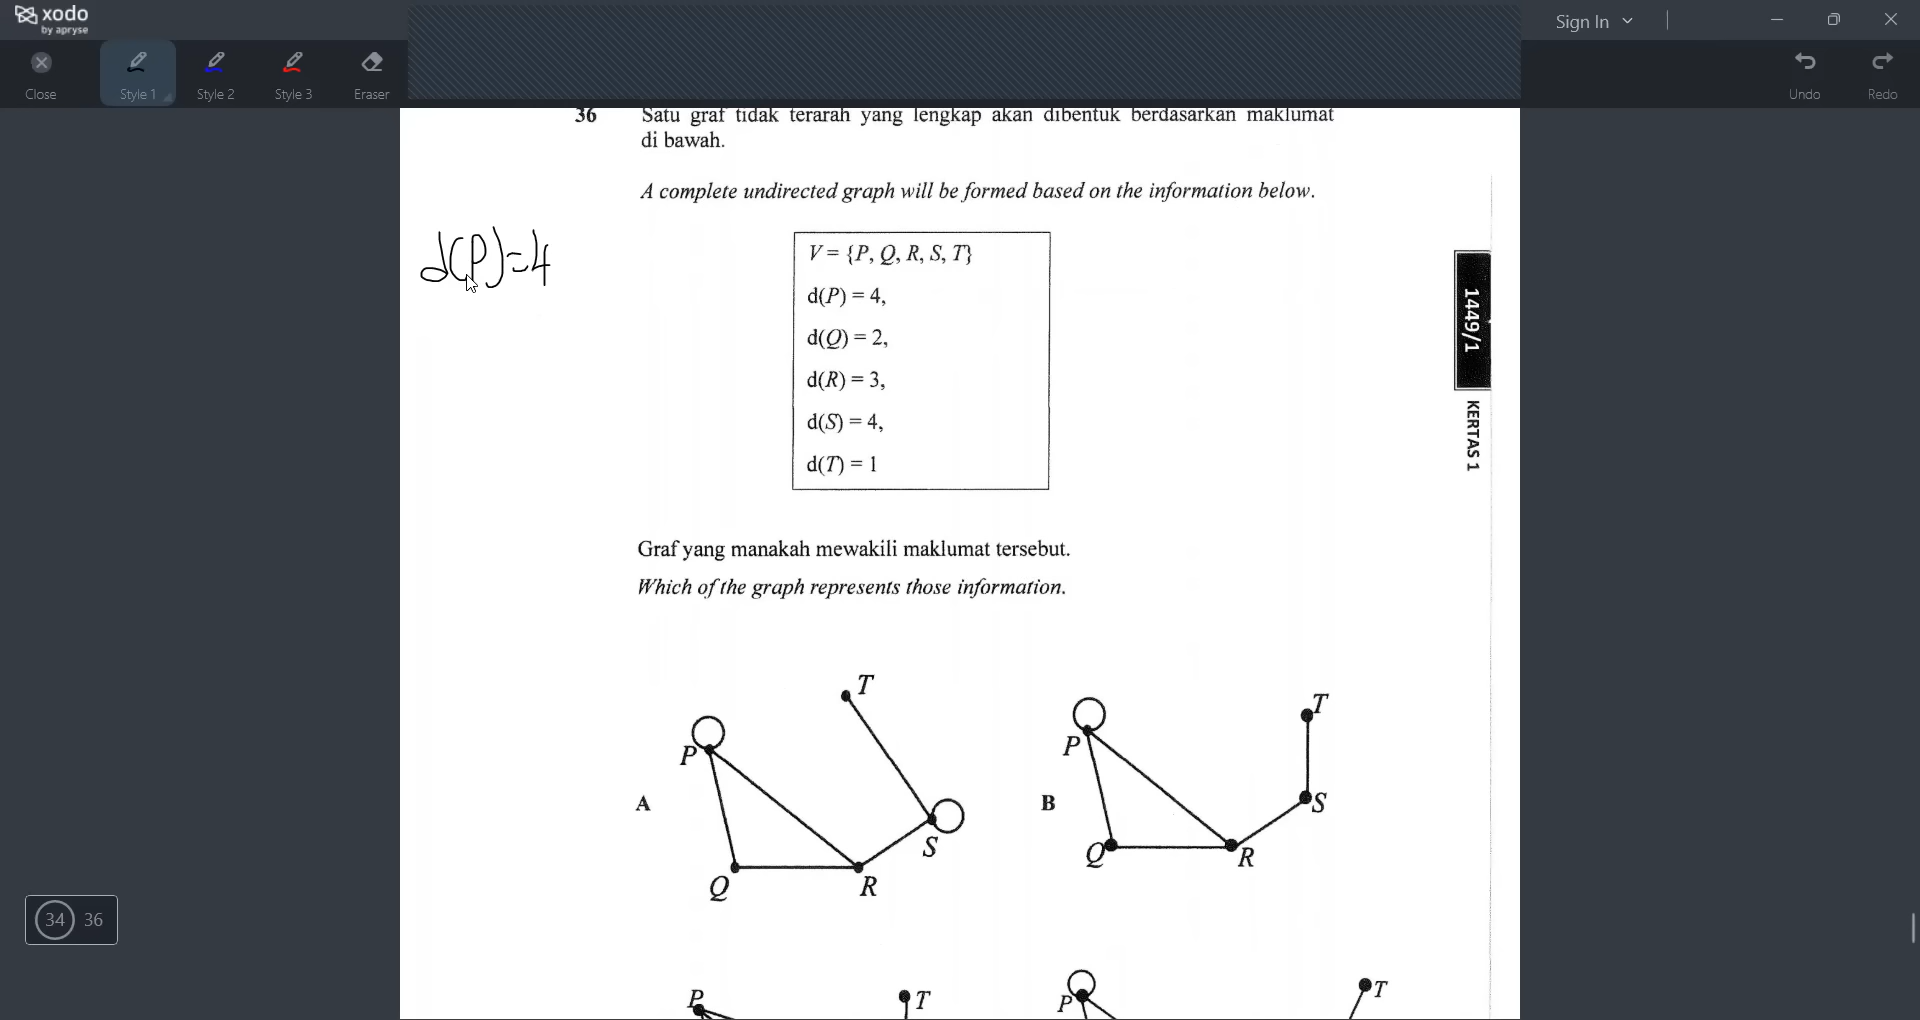 xodo
by apryse
Sign In
Close
Style 1
Style 2
Style 3
Eraser
Undo
Redo
36 Satu graf tidak terarah yang lengkap akan dibentuk berdasarkan maklumat
di bawah.
A complete undirected graph will be formed based on the information below.
d(P)=4
V = {P, Q, R, S, T}
d(P) = 4,
d(Q) = 2,
d(R) = 3,
d(S) = 4,
d(T) = 1
1449/1
KERTAS 1
Graf yang manakah mewakili maklumat tersebut.
Which of the graph represents those information.
A
P
T
Q
R
S
B
P
T
Q
R
S
34 36
P
T
P
T